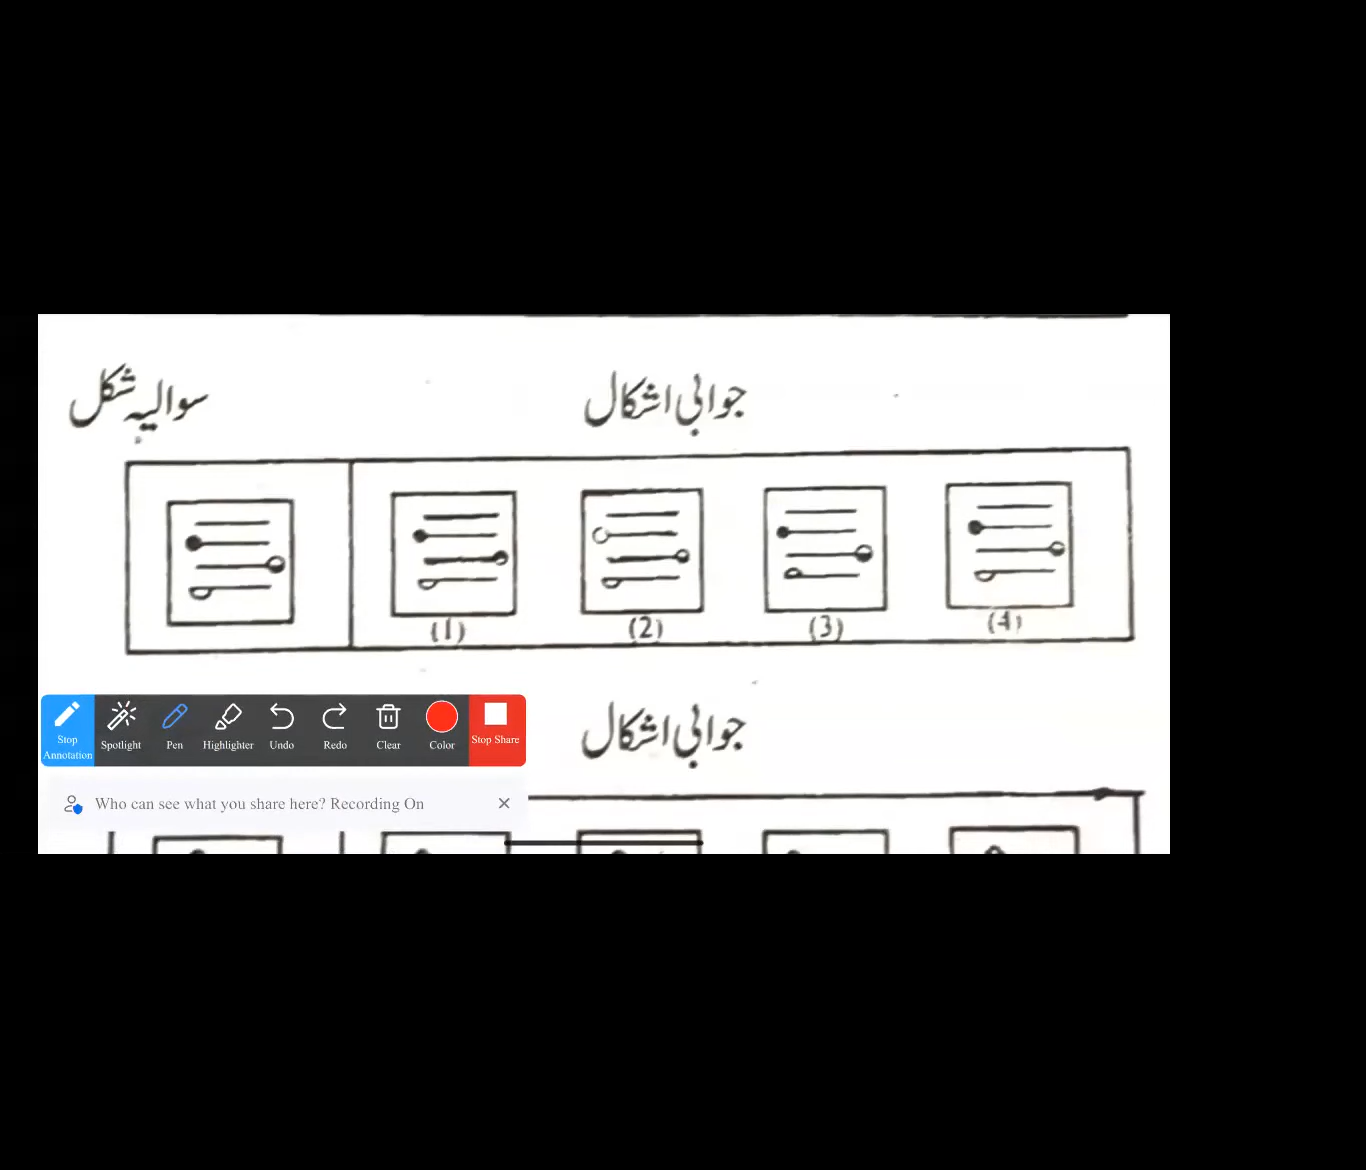 سوالیہ شکل
جوابی اشکال
(1)
(2)
(3)
(4)
جوابی اشکال
Stop Annotation
Spotlight
Pen
Highlighter
Undo
Redo
Clear
Color
Stop Share
Who can see what you share here? Recording On